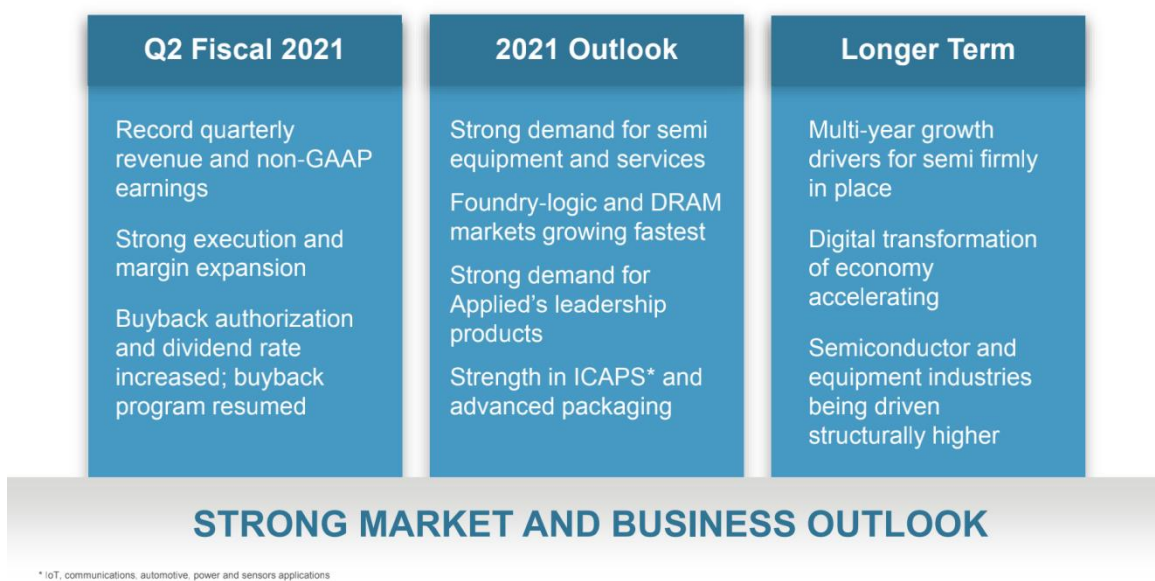 Q2 Fiscal 2021
Record quarterly
revenue and non-GAAP
earnings
Strong execution and
margin expansion
Buyback authorization
and dividend rate
increased; buyback
program resumed
2021 Outlook
Strong demand for semi
equipment and services
Foundry-logic and DRAM
markets growing fastest
Strong demand for
Applied's leadership
products
Strength in ICAPS* and
advanced packaging
Longer Term
Multi-year growth
drivers for semi firmly
in place
Digital transformation
of economy
accelerating
Semiconductor and
equipment industries
being driven
structurally higher
STRONG MARKET AND BUSINESS OUTLOOK
* IoT, communications, automotive, power and sensors applications